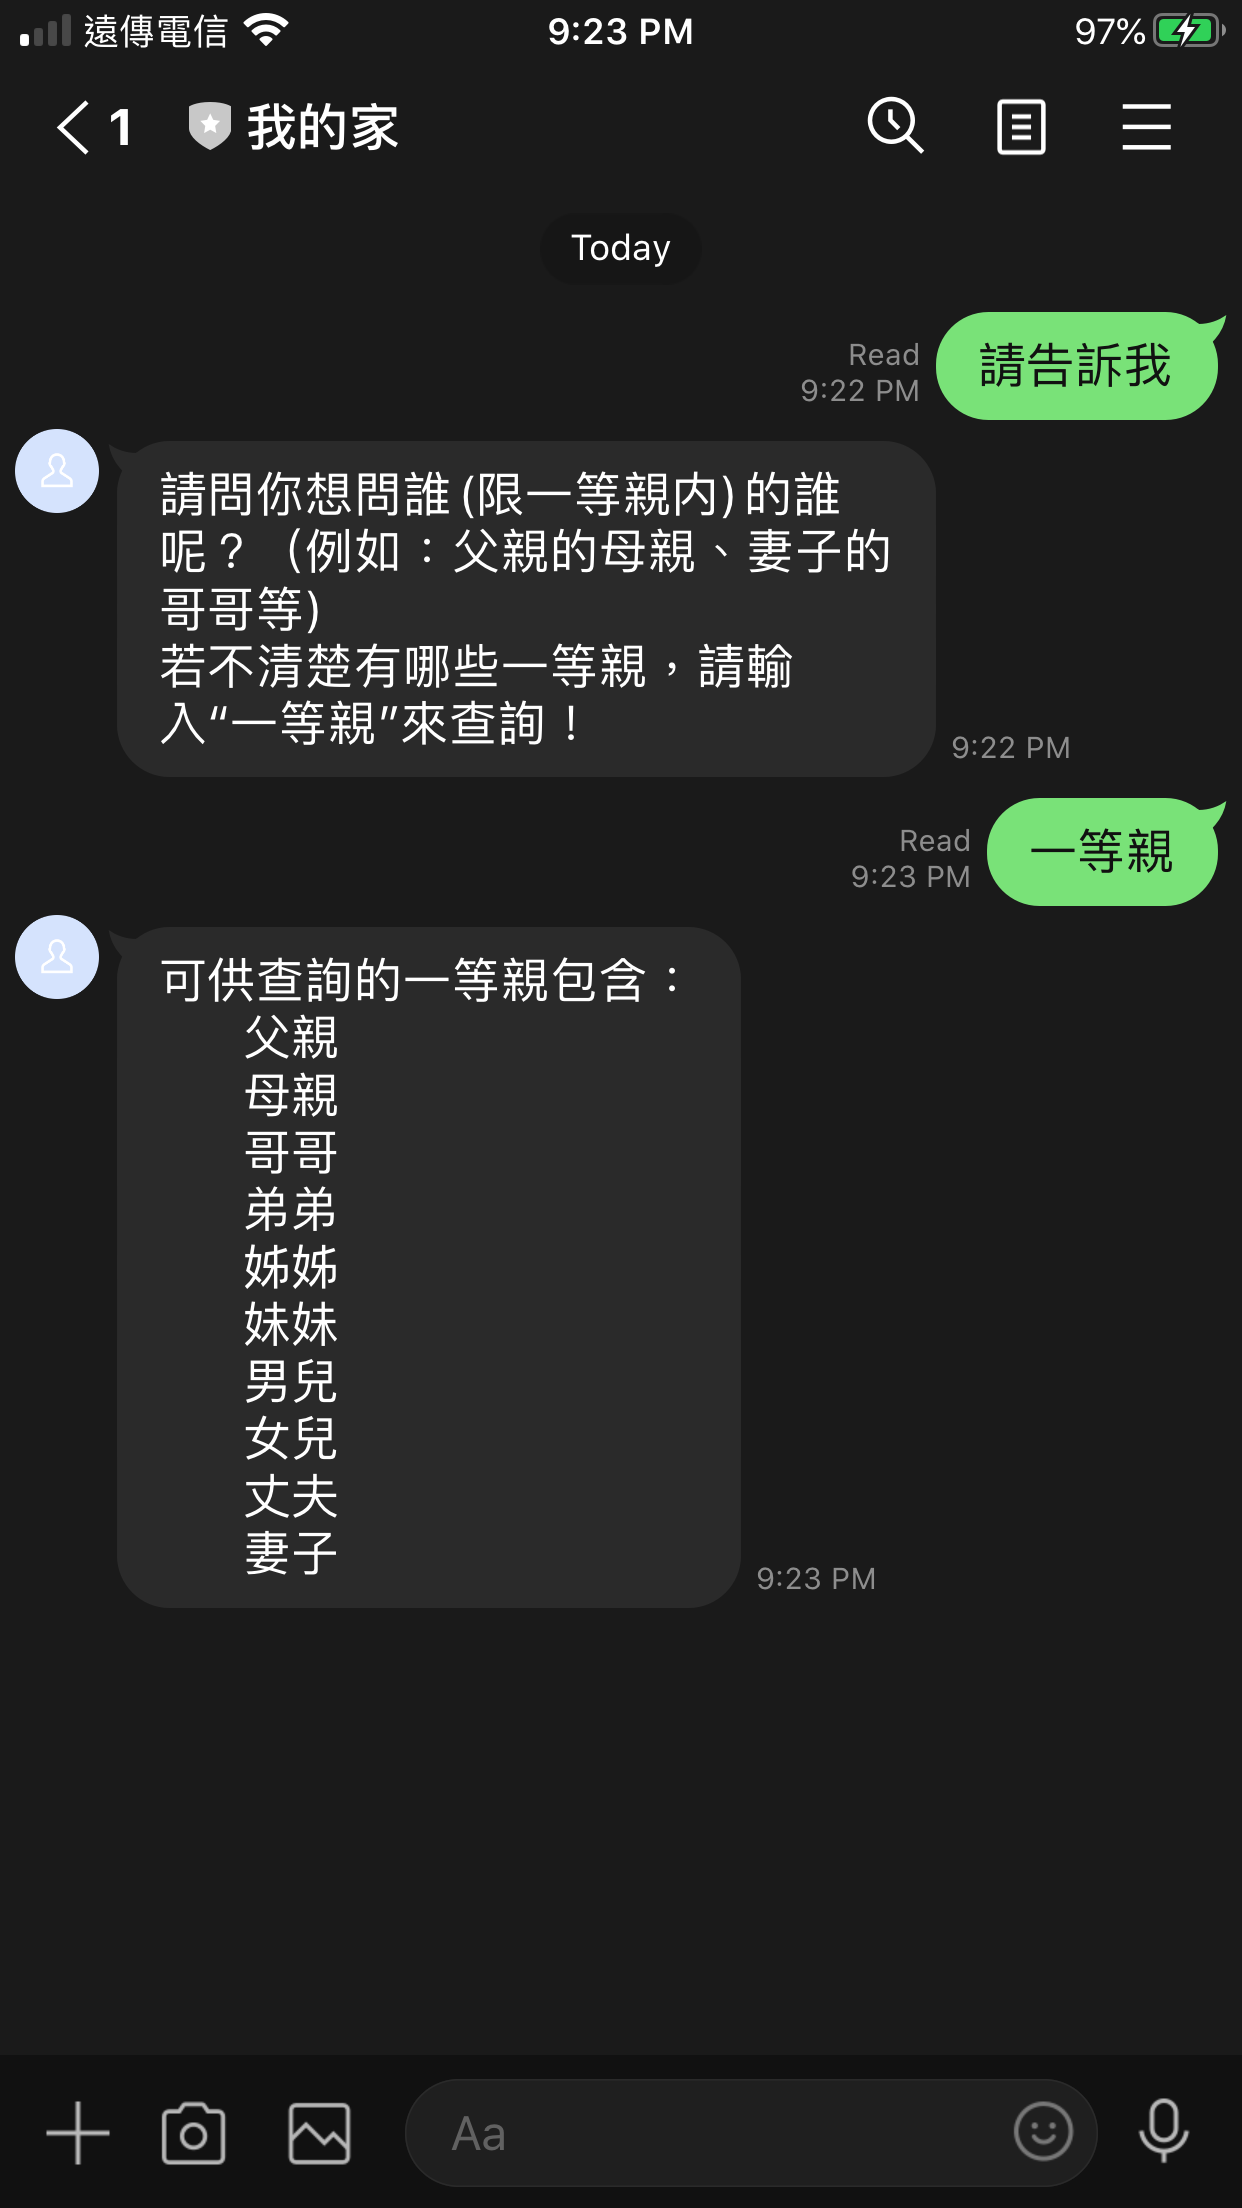 遠傳電信 9:23 PM 97%
1 我的家
Today
請告訴我
Read
9:22 PM
請問你想問誰(限一等親内)的誰
呢？（例如：父親的母親、妻子的
哥哥等)
若不清楚有哪些一等親，請輸
入“一等親”來查詢！
9:22 PM
一等親
Read
9:23 PM
可供查詢的一等親包含：
父親
母親
哥哥
弟弟
姊姊
妹妹
男兒
女兒
丈夫
妻子
9:23 PM
Aa